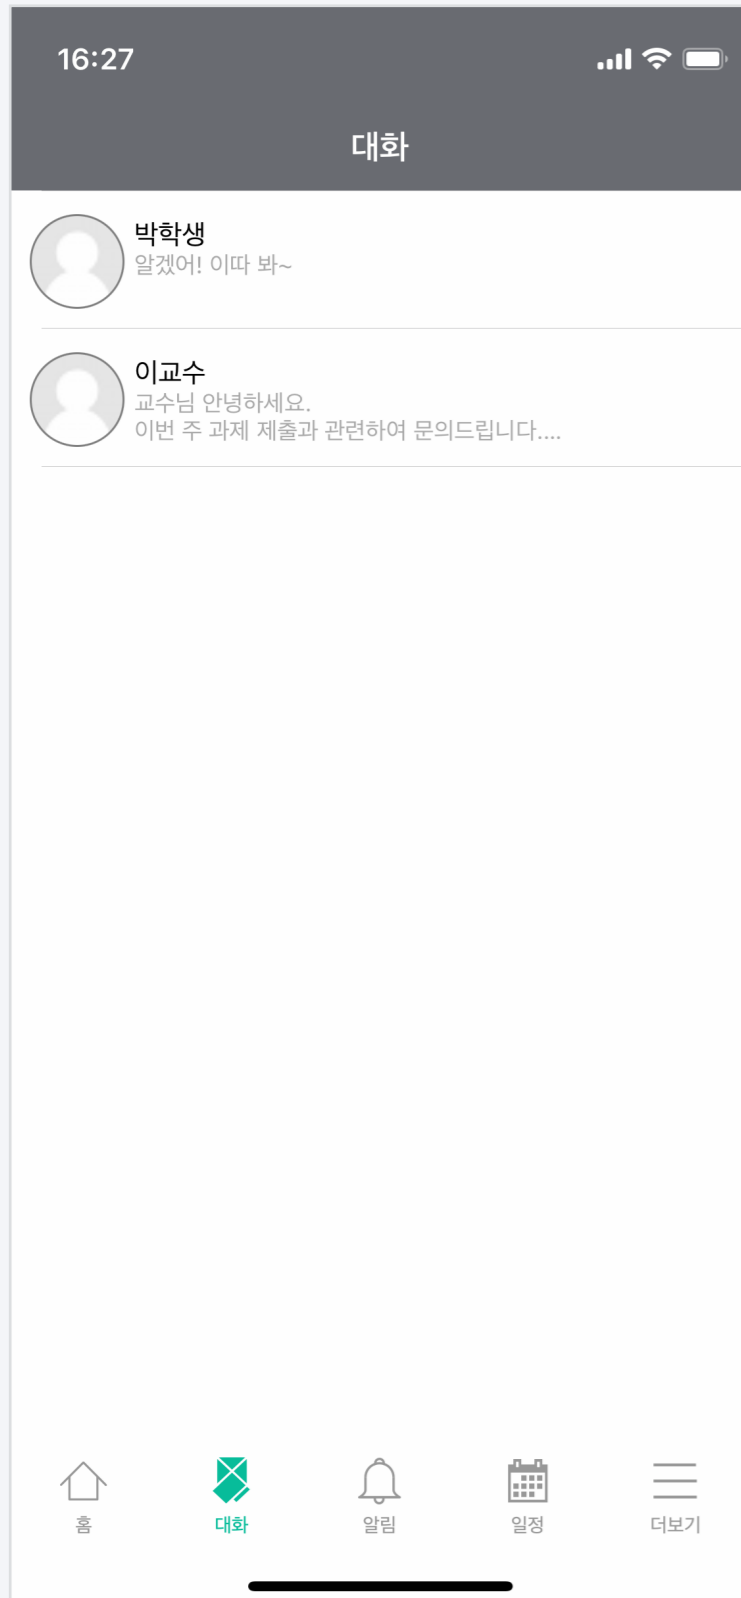 16:27
대화
박학생
알겠어! 이따 봐~
이교수
교수님 안녕하세요.
이번 주 과제 제출과 관련하여 문의드립니다....
홈
대화
알림
일정
더보기